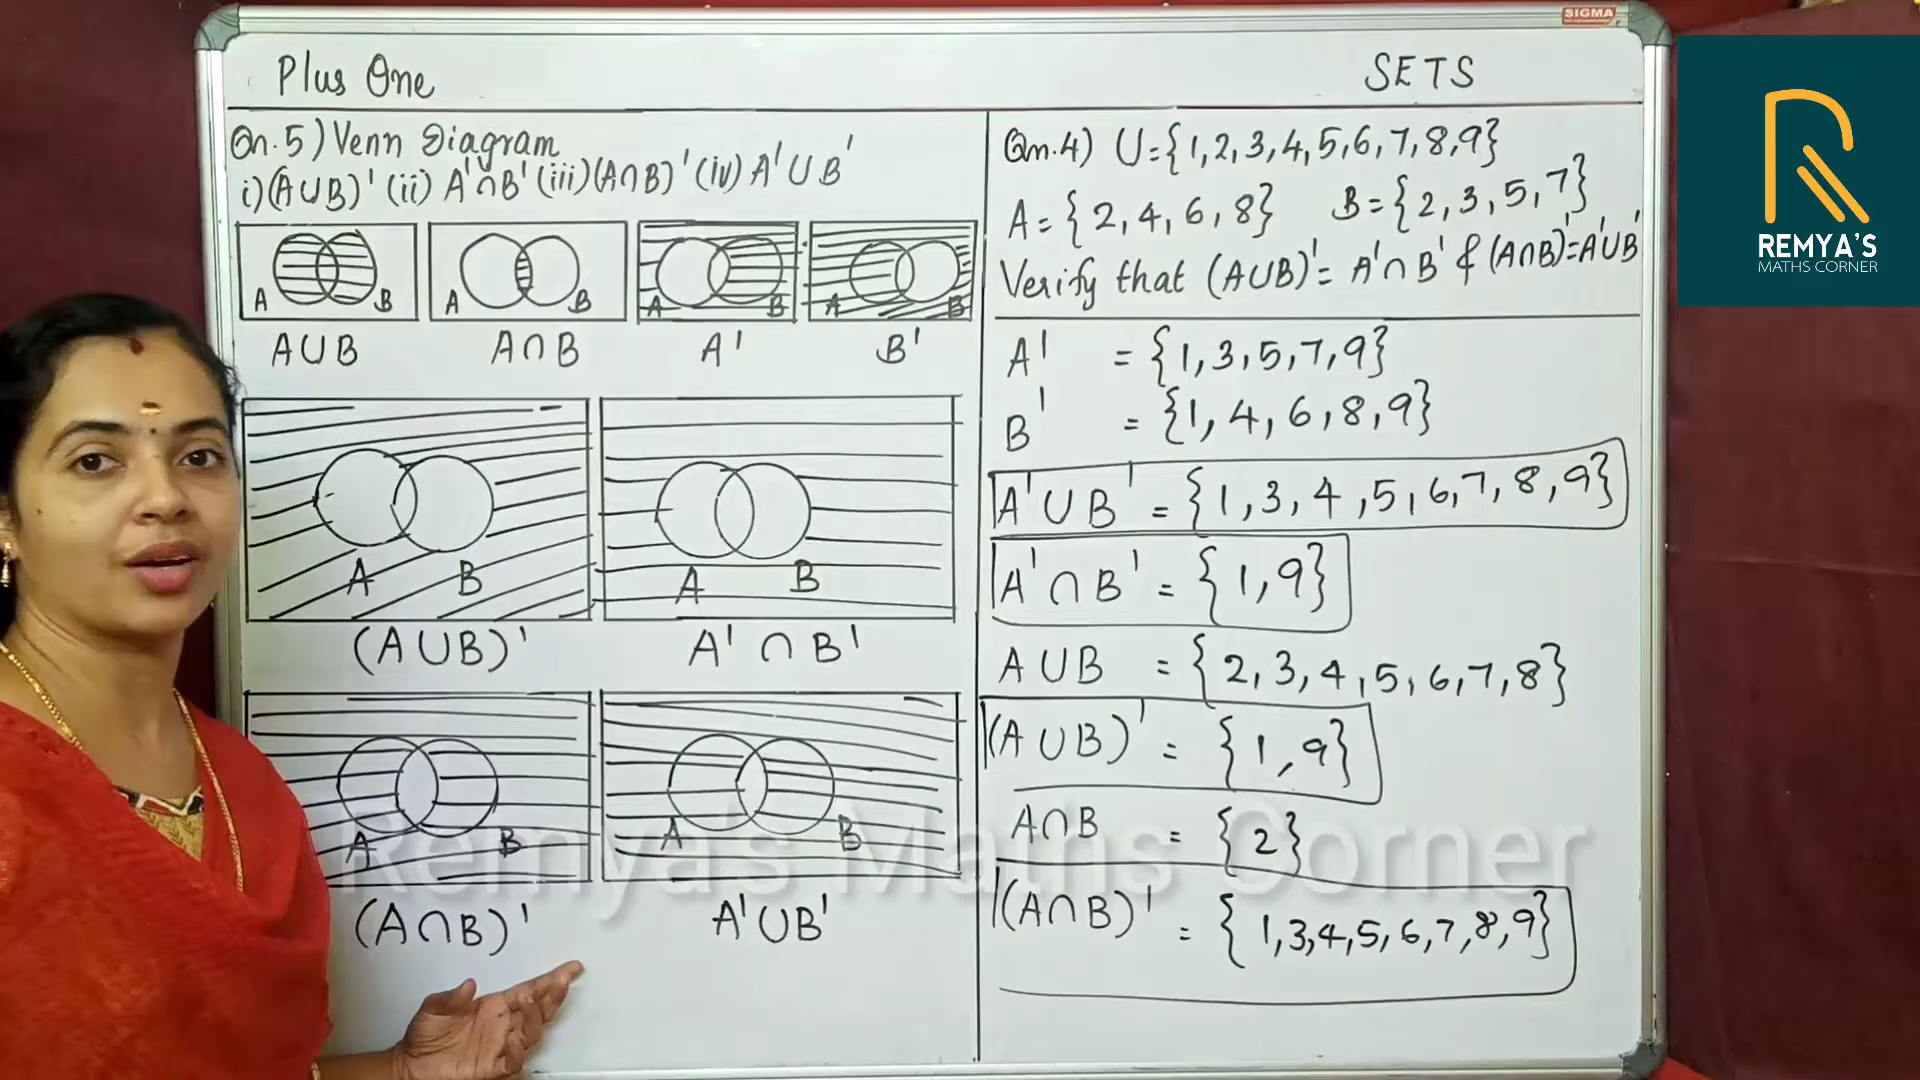 SIGMA
Plus One
SETS
Qn.5) Venn Diagram
i)(A∪B)' (ii) A'∩B' (iii)(A∩B)' (iv) A'∪B'
A B
A B
A B
A B
A∪B
A∩B
A'
B'
A B
A B
(A∪B)'
A' ∩ B'
A B
A B
(A∩B)'
A'∪B'
Qn.4) U={1,2,3,4,5,6,7,8,9}
A={2,4,6,8} B={2,3,5,7}
Verify that (A∪B)'= A'∩B' & (A∩B)'=A'∪B'
A' = {1,3,5,7,9}
B' = {1,4,6,8,9}
A'∪B' = {1,3,4,5,6,7,8,9}
A'∩B' = {1,9}
A∪B = {2,3,4,5,6,7,8}
(A∪B)' = {1,9}
A∩B = {2}
(A∩B)' = {1,3,4,5,6,7,8,9}
REMYA'S
MATHS CORNER
Remya's Maths Corner